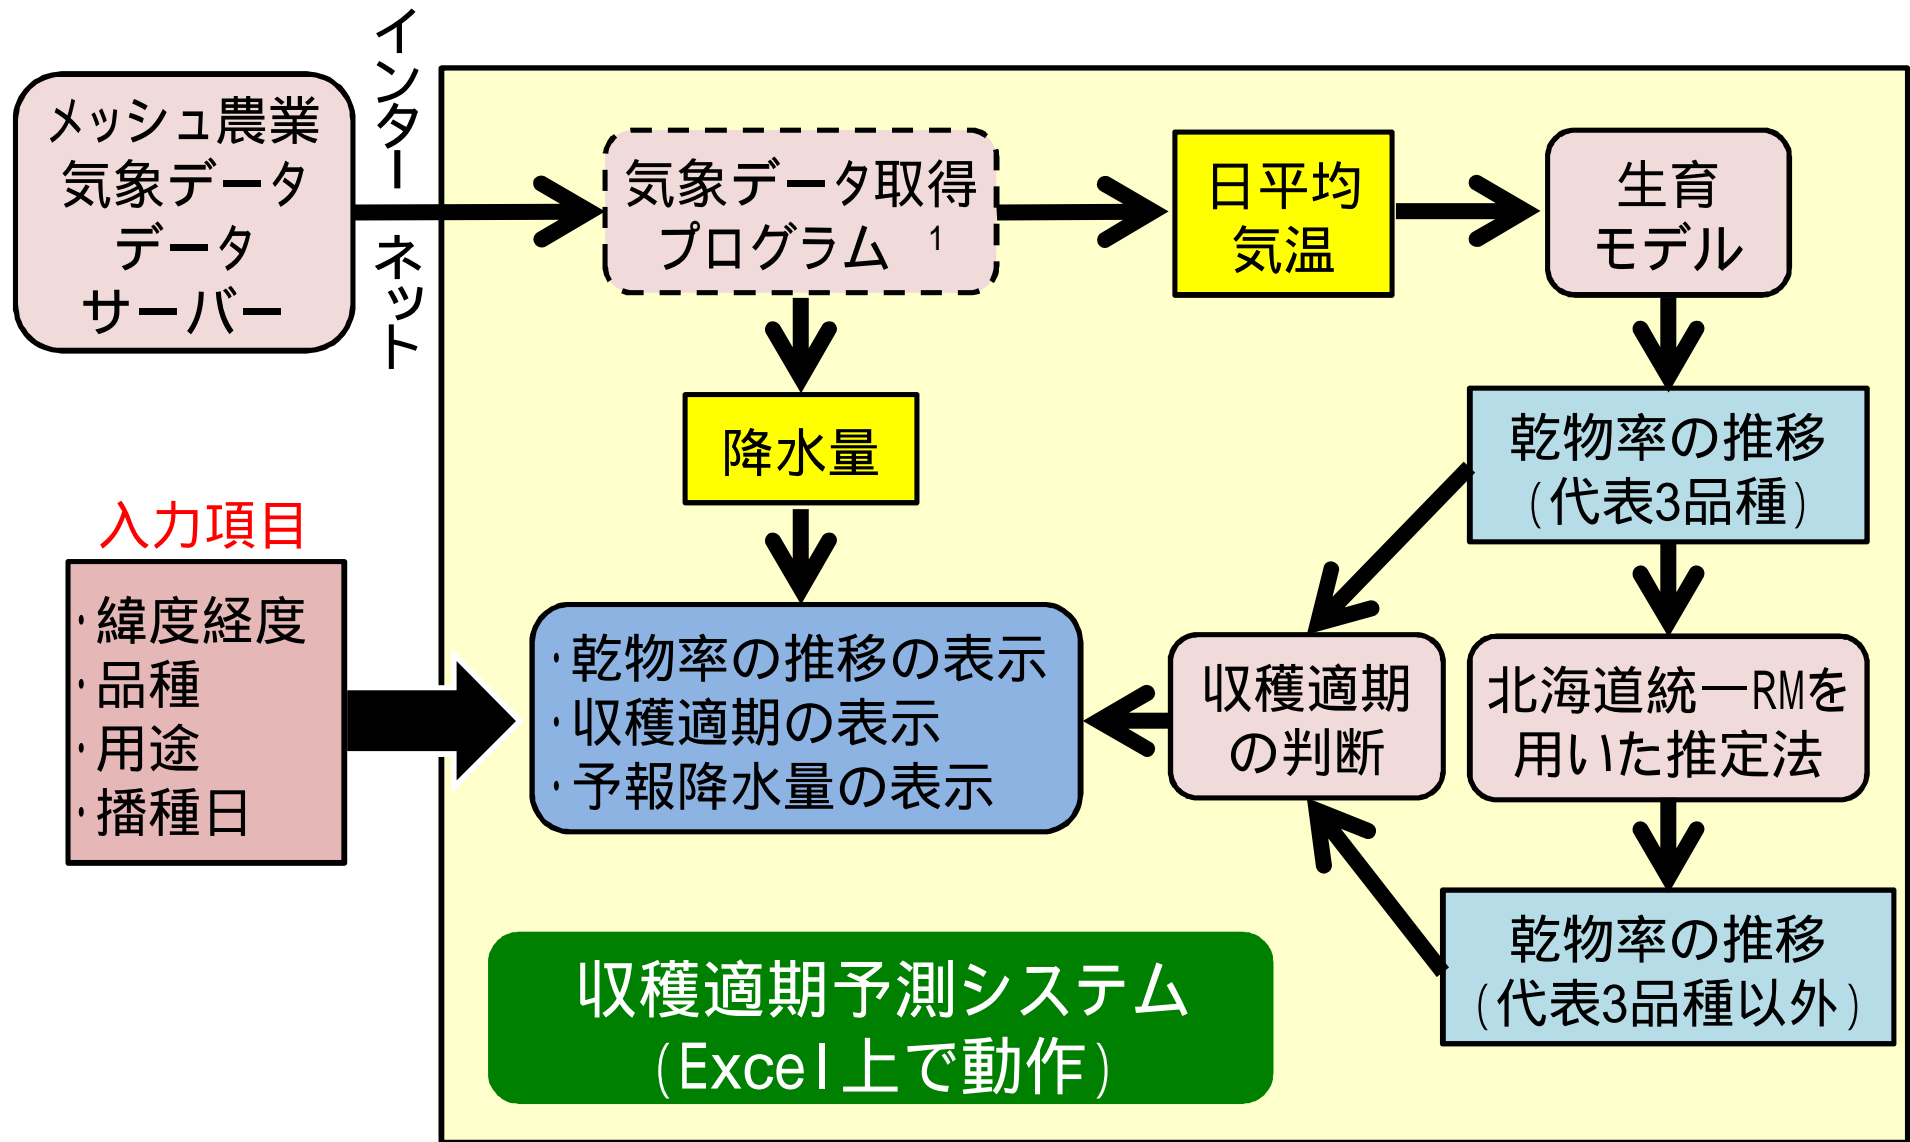 メッシュ農業
気象データ
データ
サーバー
インターネット
気象データ取得
プログラム 1
日平均
気温
生育
モデル
降水量
乾物率の推移
(代表3品種)
入力項目
・緯度経度
・品種
・用途
・播種日
・乾物率の推移の表示
・収穫適期の表示
・予報降水量の表示
収穫適期
の判断
北海道統一RMを
用いた推定法
乾物率の推移
(代表3品種以外)
収穫適期予測システム
(Excel上で動作)